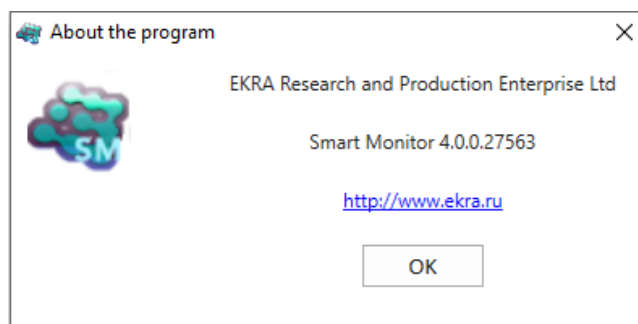 About the program
EKRA Research and Production Enterprise Ltd
SM
Smart Monitor 4.0.0.27563
http://www.ekra.ru
OK